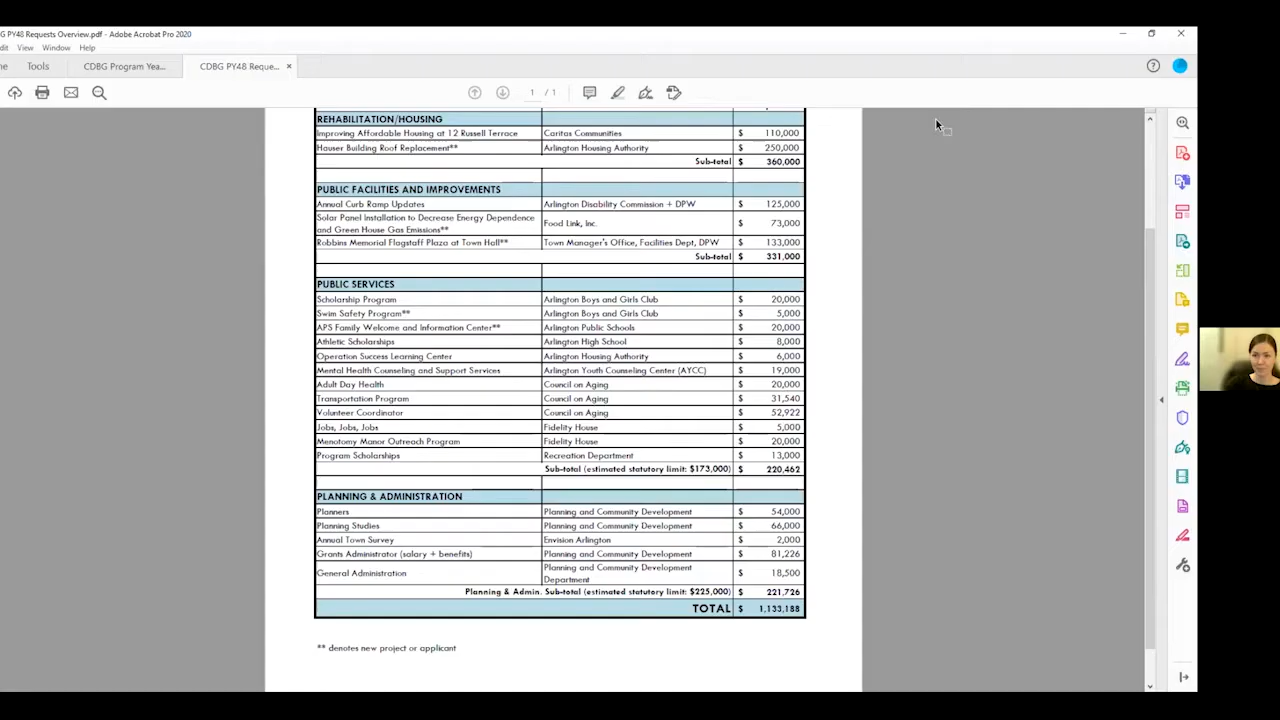 G PY48 Requests Overview.pdf - Adobe Acrobat Pro 2020
dit View Window Help
ne Tools CDBG Program Yea... CDBG PY48 Reque... ×
1 / 1
REHABILITATION/HOUSING
Improving Affordable Housing at 12 Russell Terrace Caritas Communities $ 110,000
Hauser Building Roof Replacement** Arlington Housing Authority $ 250,000
Sub-total $ 360,000
PUBLIC FACILITIES AND IMPROVEMENTS
Annual Curb Ramp Updates Arlington Disability Commission + DPW $ 125,000
Solar Panel Installation to Decrease Energy Dependence
and Green House Gas Emissions** Food Link, Inc. $ 73,000
Robbins Memorial Flagstaff Plaza at Town Hall** Town Manager's Office, Facilities Dept, DPW $ 133,000
Sub-total $ 331,000
PUBLIC SERVICES
Scholarship Program Arlington Boys and Girls Club $ 20,000
Swim Safety Program** Arlington Boys and Girls Club $ 5,000
APS Family Welcome and Information Center** Arlington Public Schools $ 20,000
Athletic Scholarships Arlington High School $ 8,000
Operation Success Learning Center Arlington Housing Authority $ 6,000
Mental Health Counseling and Support Services Arlington Youth Counseling Center (AYCC) $ 19,000
Adult Day Health Council on Aging $ 20,000
Transportation Program Council on Aging $ 31,540
Volunteer Coordinator Council on Aging $ 52,922
Jobs, Jobs, Jobs Fidelity House $ 5,000
Menotomy Manor Outreach Program Fidelity House $ 20,000
Program Scholarships Recreation Department $ 13,000
Sub-total (estimated statutory limit: $173,000) $ 220,462
PLANNING & ADMINISTRATION
Planners Planning and Community Development $ 54,000
Planning Studies Planning and Community Development $ 66,000
Annual Town Survey Envision Arlington $ 2,000
Grants Administrator (salary + benefits) Planning and Community Development $ 81,226
General Administration Planning and Community Development
Department $ 18,500
Planning & Admin. Sub-total (estimated statutory limit: $225,000) $ 221,726
TOTAL $ 1,133,188
** denotes new project or applicant